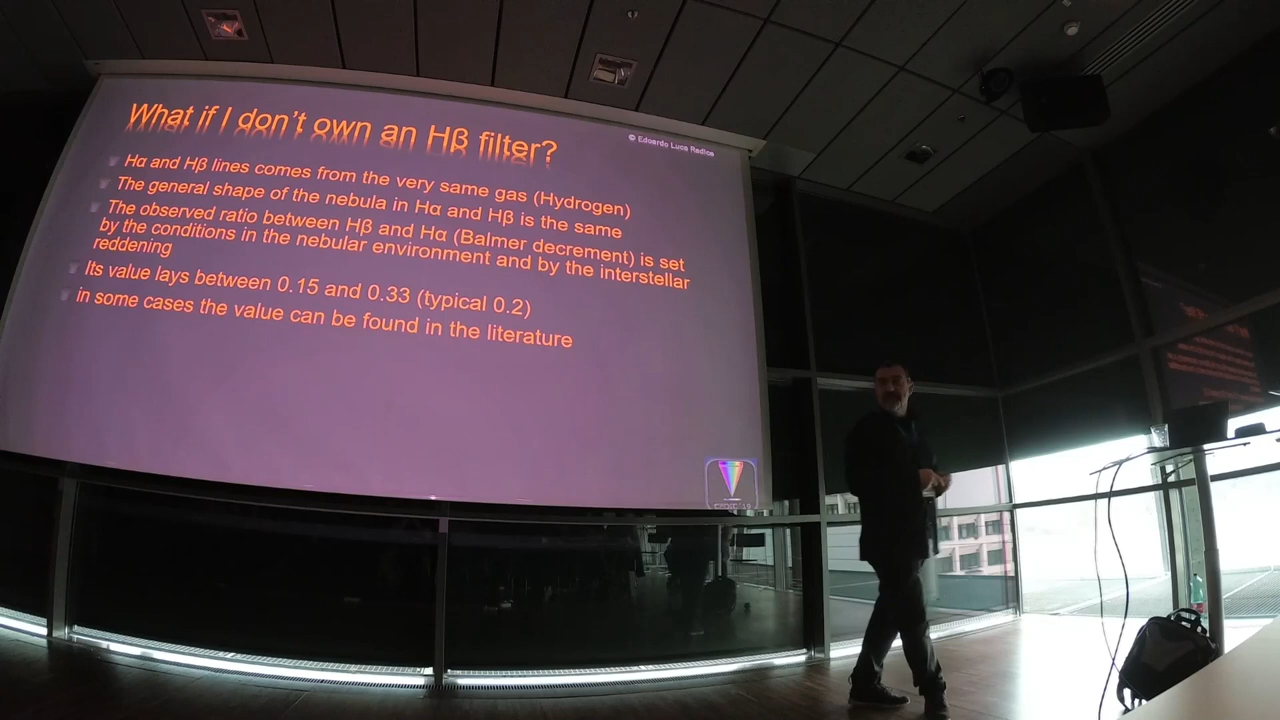 What if I don't own an Hβ filter?
© Edoardo Luca Radice
Hα and Hβ lines comes from the very same gas (Hydrogen)
The general shape of the nebula in Hα and Hβ is the same
The observed ratio between Hβ and Hα (Balmer decrement) is set
by the conditions in the nebular environment and by the interstellar
reddening
Its value lays between 0.15 and 0.33 (typical 0.2)
in some cases the value can be found in the literature